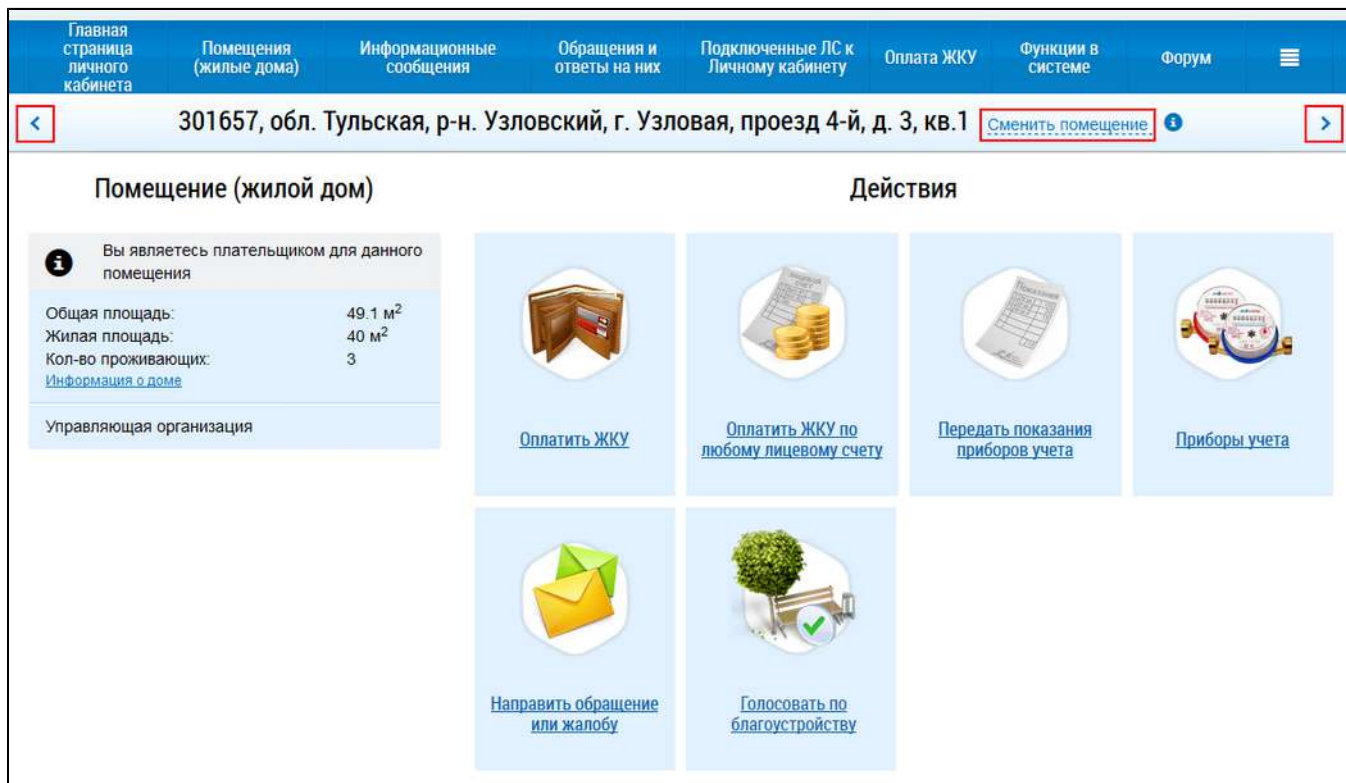 Главная
страница
личного
кабинета
Помещения
(жилые дома)
Информационные
сообщения
Обращения и
ответы на них
Подключенные ЛС к
Личному кабинету
Оплата ЖКУ
Функции в
системе
Форум
301657, обл. Тульская, р-н. Узловский, г. Узловая, проезд 4-й, д. 3, кв.1 Сменить помещение
Помещение (жилой дом)
Действия
Вы являетесь плательщиком для данного
помещения
Общая площадь: 49.1 м²
Жилая площадь: 40 м²
Кол-во проживающих: 3
Информация о доме
Управляющая организация
Оплатить ЖКУ
Оплатить ЖКУ по
любому лицевому счету
Показания
Передать показания
приборов учета
Приборы учета
Направить обращение
или жалобу
Голосовать по
благоустройству